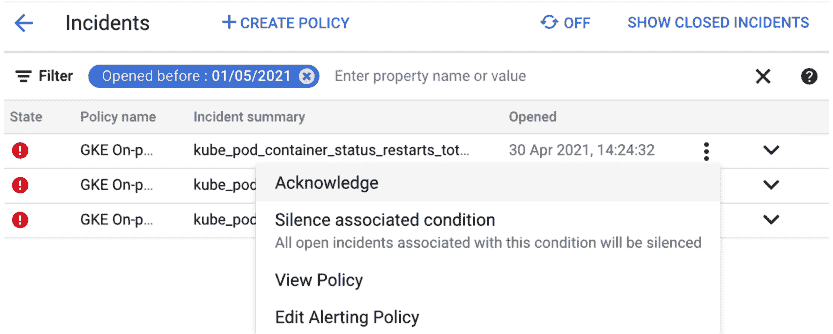 Incidents + CREATE POLICY OFF SHOW CLOSED INCIDENTS
Filter Opened before : 01/05/2021 Enter property name or value
State Policy name Incident summary Opened
GKE On-p... kube_pod_container_status_restarts_tot... 30 Apr 2021, 14:24:32
GKE On-p... kube_pod
GKE On-p... kube_pod
Acknowledge
Silence associated condition
All open incidents associated with this condition will be silenced
View Policy
Edit Alerting Policy